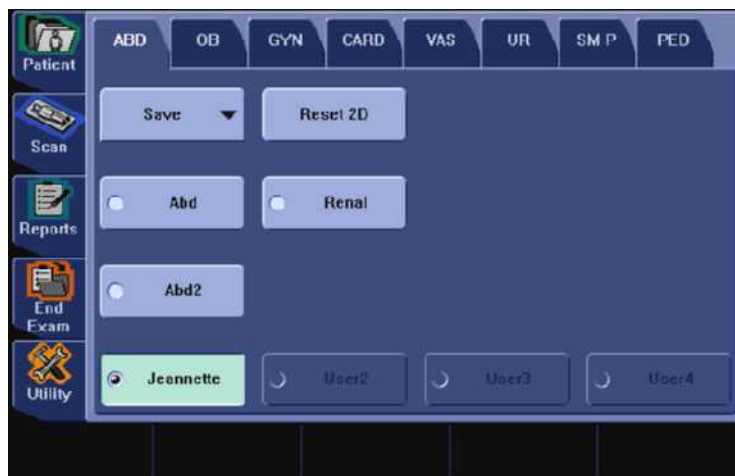 Patient
ABD OB GYN CARD VAS UR SM P PED
Save Reset 2D
Scan
Abd Renal
Reports
Abd2
End
Exam
Jeannette User2 User3 User4
Utility